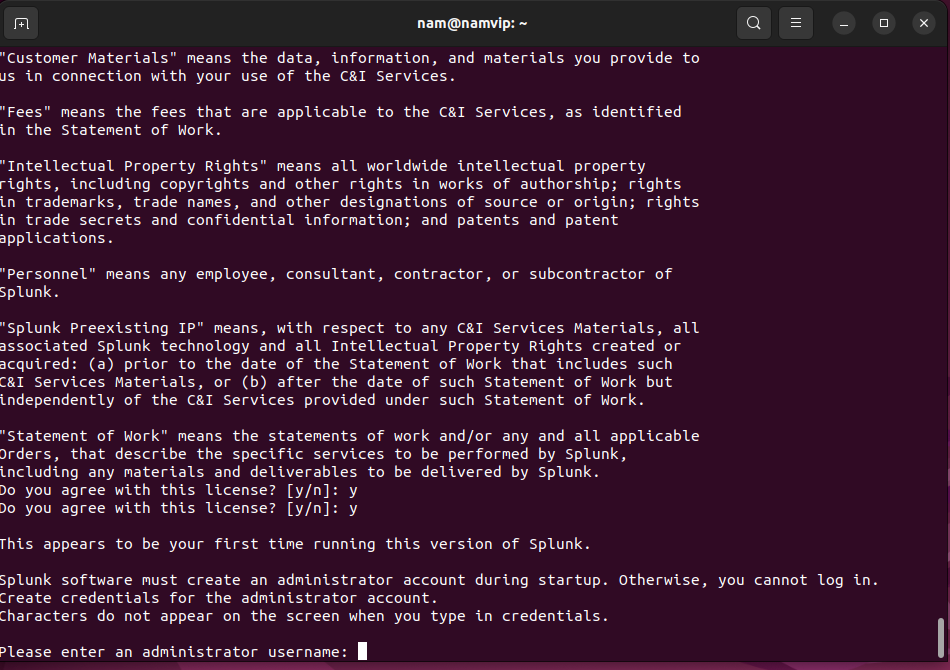 nam@namvip: ~
"Customer Materials" means the data, information, and materials you provide to
us in connection with your use of the C&I Services.
"Fees" means the fees that are applicable to the C&I Services, as identified
in the Statement of Work.
"Intellectual Property Rights" means all worldwide intellectual property
rights, including copyrights and other rights in works of authorship; rights
in trademarks, trade names, and other designations of source or origin; rights
in trade secrets and confidential information; and patents and patent
applications.
"Personnel" means any employee, consultant, contractor, or subcontractor of
Splunk.
"Splunk Preexisting IP" means, with respect to any C&I Services Materials, all
associated Splunk technology and all Intellectual Property Rights created or
acquired: (a) prior to the date of the Statement of Work that includes such
C&I Services Materials, or (b) after the date of such Statement of Work but
independently of the C&I Services provided under such Statement of Work.
"Statement of Work" means the statements of work and/or any and all applicable
Orders, that describe the specific services to be performed by Splunk,
including any materials and deliverables to be delivered by Splunk.
Do you agree with this license? [y/n]: y
Do you agree with this license? [y/n]: y
This appears to be your first time running this version of Splunk.
Splunk software must create an administrator account during startup. Otherwise, you cannot log in.
Create credentials for the administrator account.
Characters do not appear on the screen when you type in credentials.
Please enter an administrator username: